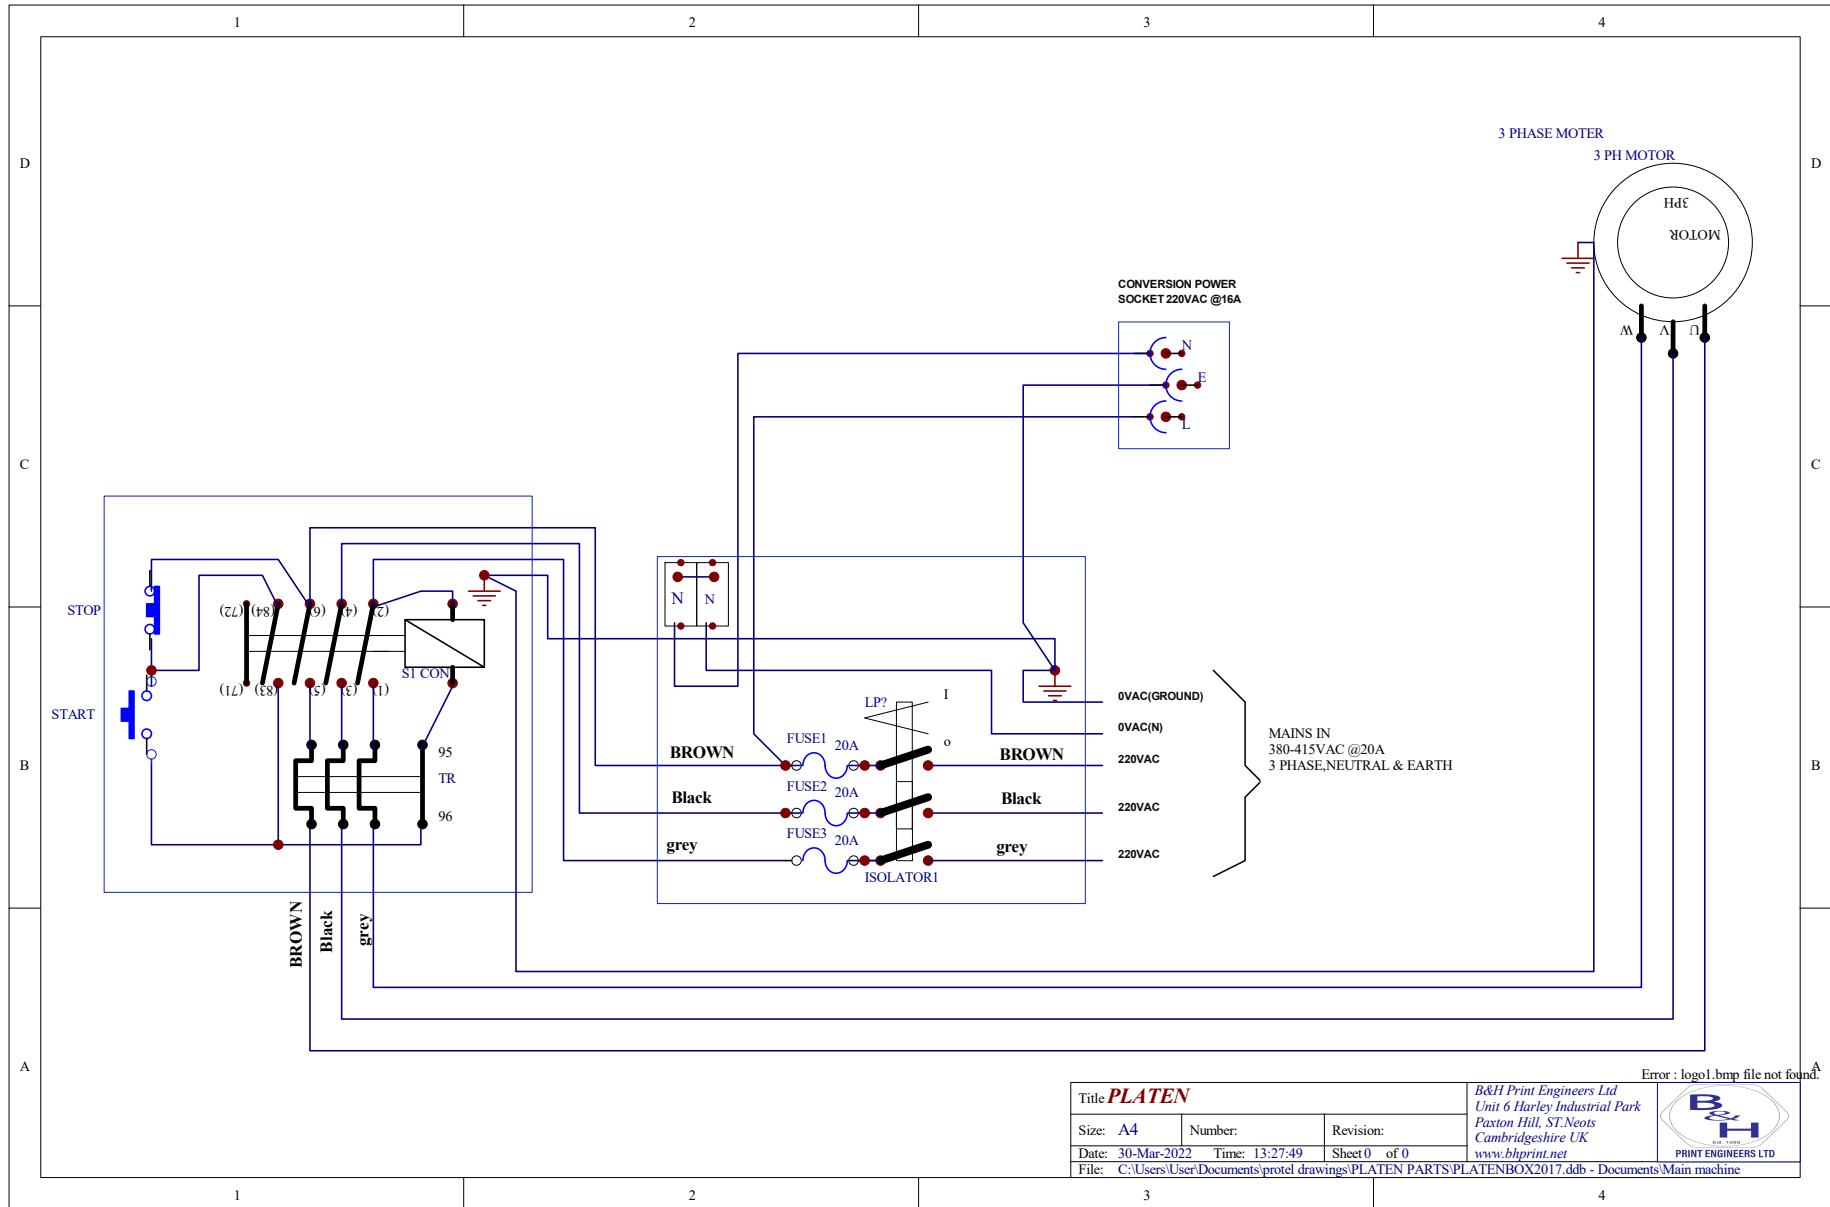 1
2
3
4
D
D
3 PHASE MOTER
3 PH MOTOR
3PH
MOTOR
W
V
U
CONVERSION POWER
SOCKET 220VAC @16A
N
E
L
C
C
STOP
START
(72)
(84)
(6)
(4)
(2)
(71)
(83)
(5)
(3)
(1)
S1 CON
95
TR
96
N
N
LP?
I
o
BROWN
FUSE1
20A
BROWN
Black
FUSE2
20A
Black
grey
FUSE3
20A
grey
ISOLATOR1
0VAC(GROUND)
0VAC(N)
220VAC
220VAC
220VAC
MAINS IN
380-415VAC @20A
3 PHASE,NEUTRAL & EARTH
B
B
BROWN
Black
grey
A
A
Error : logo1.bmp file not found.
Title PLATEN
Size: A4
Number:
Revision:
Date: 30-Mar-2022
Time: 13:27:49
Sheet 0 of 0
File: C:\Users\User\Documents\protel drawings\PLATEN PARTS\PLATENBOX2017.ddb - Documents\Main machine
B&H Print Engineers Ltd
Unit 6 Harley Industrial Park
Paxton Hill, ST.Neots
Cambridgeshire UK
www.bhprint.net
B & H
PRINT ENGINEERS LTD
1
2
3
4